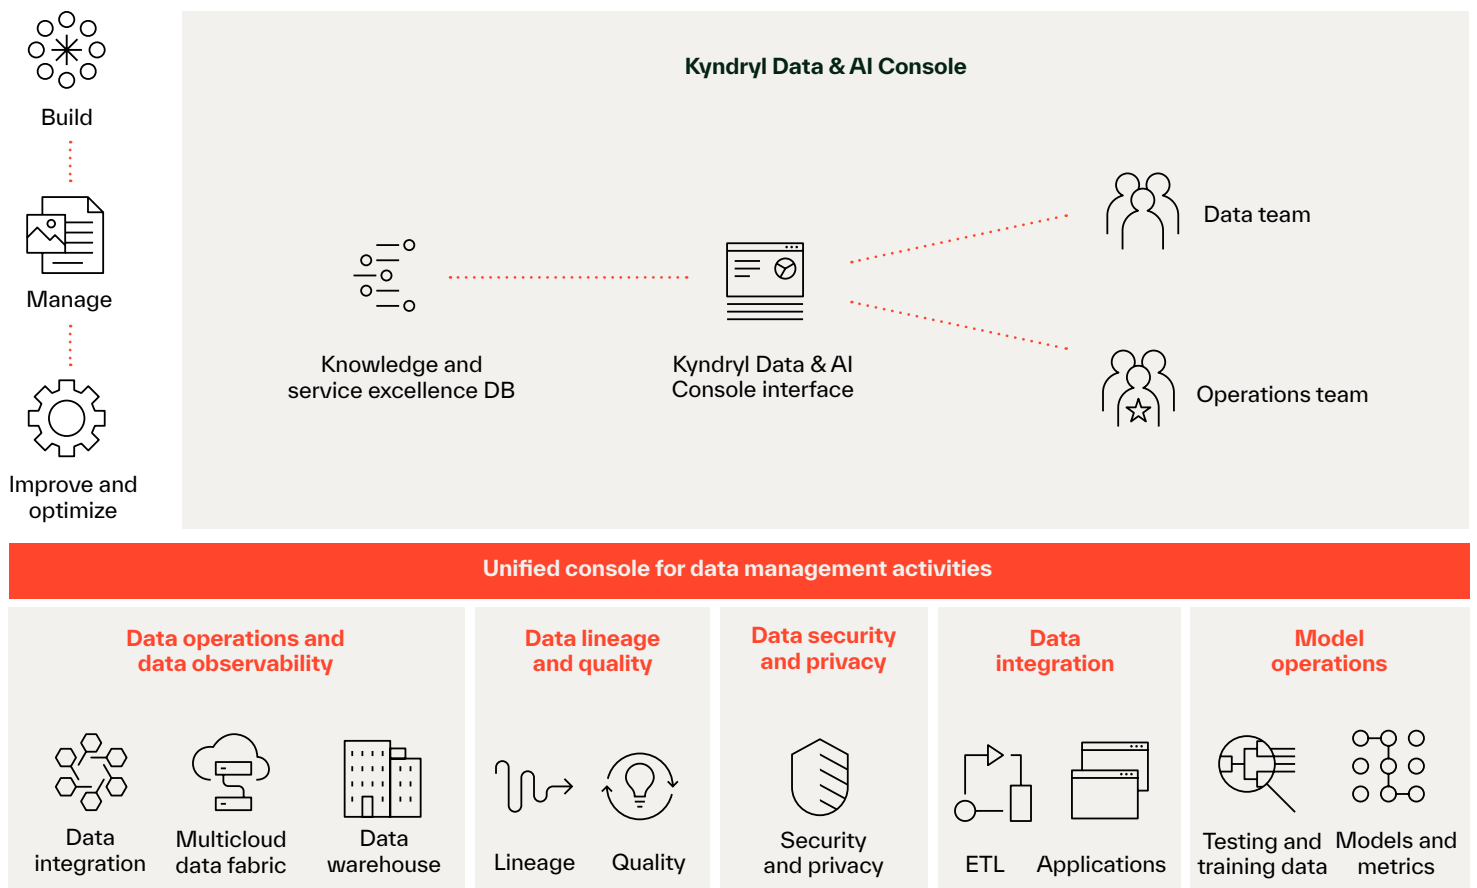 Build
Manage
Improve and
optimize
Kyndryl Data & AI Console
Knowledge and
service excellence DB
Kyndryl Data & AI
Console interface
Data team
Operations team
Unified console for data management activities
Data operations and
data observability
Data
integration
Multicloud
data fabric
Data
warehouse
Data lineage
and quality
Lineage
Quality
Data security
and privacy
Security
and privacy
Data
integration
ETL
Applications
Model
operations
Testing and
training data
Models and
metrics